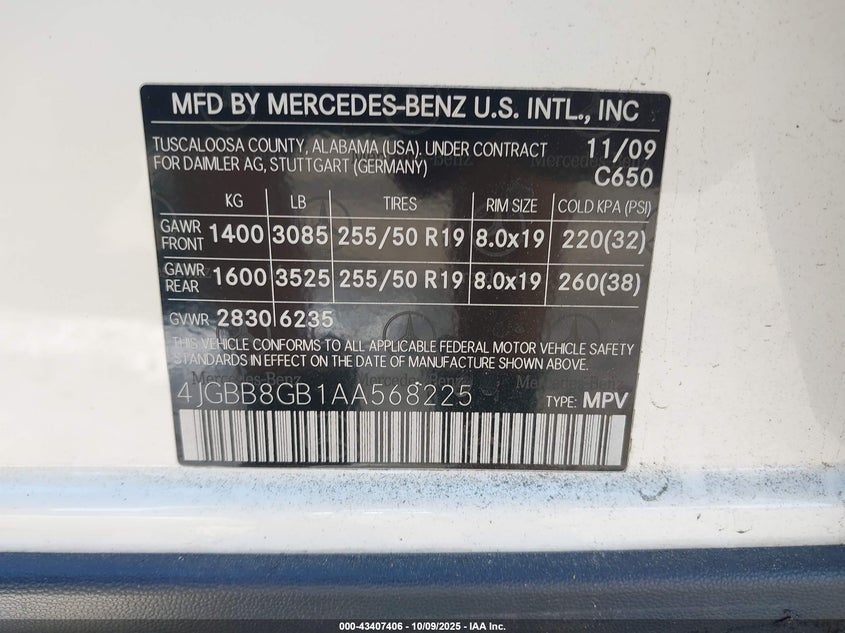 MFD BY MERCEDES-BENZ U.S. INTL., INC
TUSCALOOSA COUNTY, ALABAMA (USA), UNDER CONTRACT 11/09
FOR DAIMLER AG, STUTTGART (GERMANY) C650
KG LB TIRES RIM SIZE COLD KPA (PSI)
GAWR FRONT 1400 3085 255/50 R19 8.0x19 220(32)
GAWR REAR 1600 3525 255/50 R19 8.0x19 260(38)
GVWR 2830 6235
THIS VEHICLE CONFORMS TO ALL APPLICABLE FEDERAL MOTOR VEHICLE SAFETY
STANDARDS IN EFFECT ON THE DATE OF MANUFACTURE SHOWN ABOVE.
4JGBB8GB1AA568225 TYPE: MPV
000-43407406 - 10/09/2025 - IAA Inc.